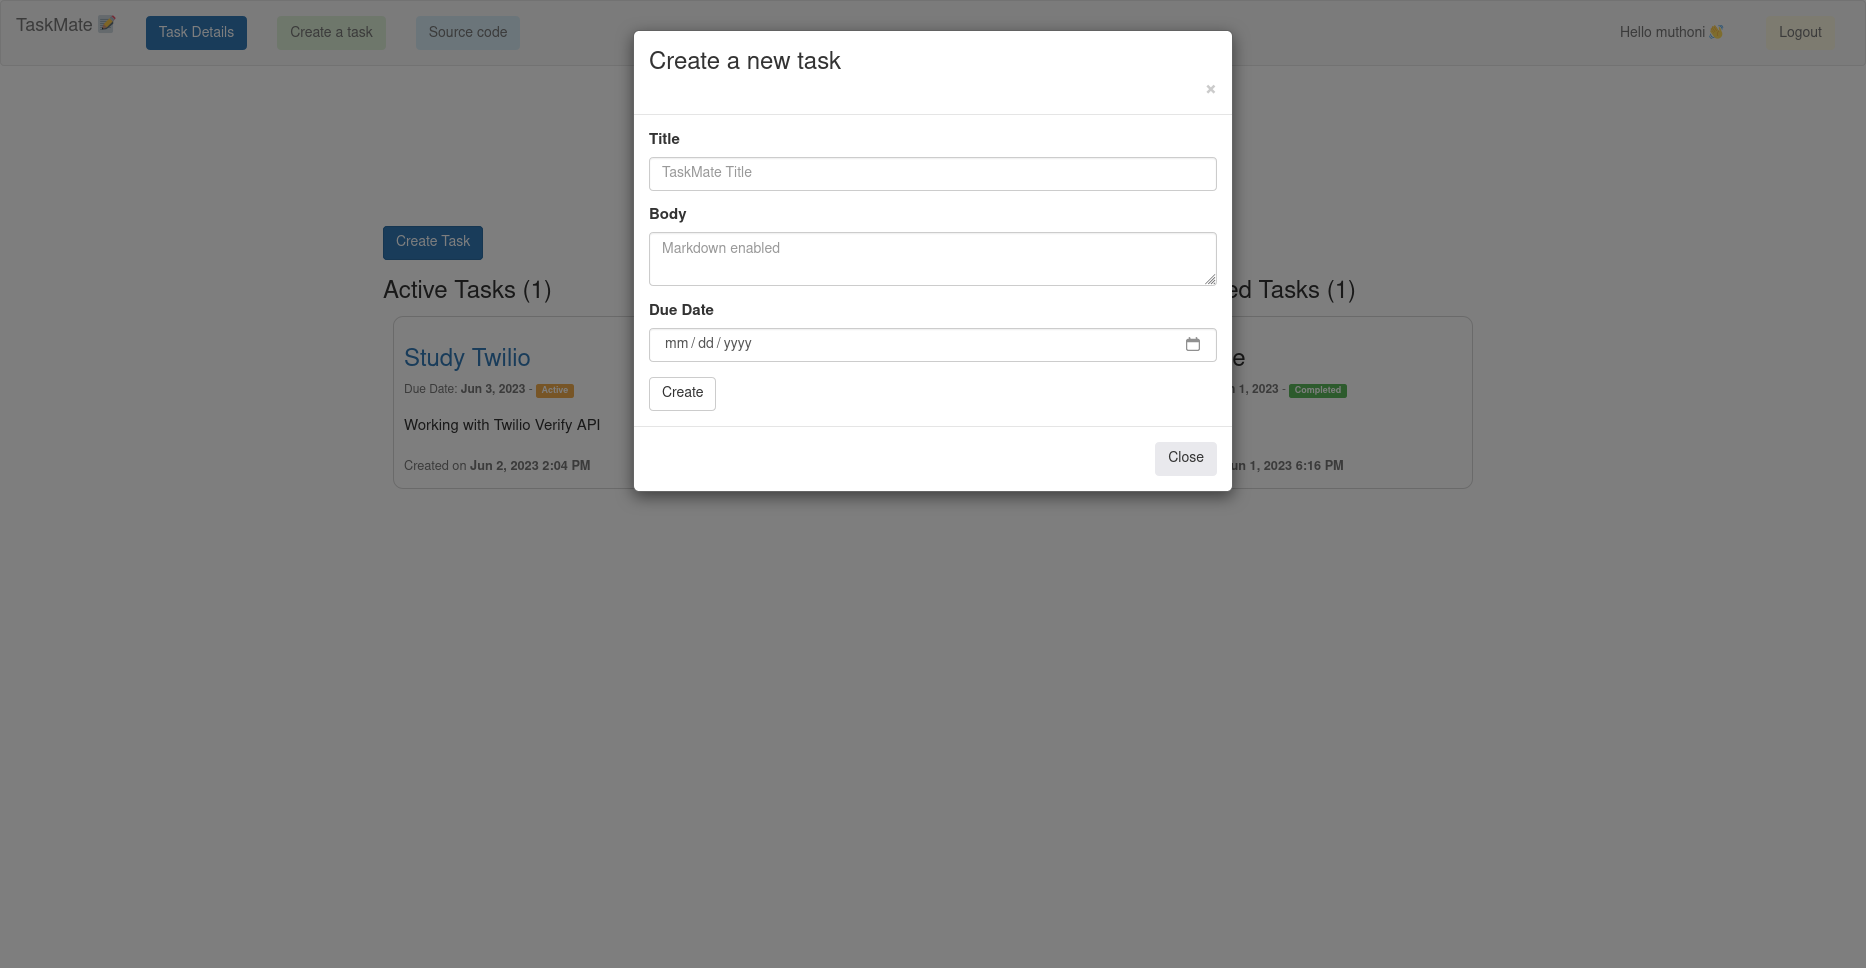 TaskMate 📝 Task Details Create a task Source code Hello muthoni 👋 Logout
Create a new task
×
Title
TaskMate Title
Body
Markdown enabled
Due Date
mm / dd / yyyy
Create
Close
Create Task
Active Tasks (1)
Study Twilio
Due Date: Jun 3, 2023 - Active
Working with Twilio Verify API
Created on Jun 2, 2023 2:04 PM
Tasks (1)
1, 2023 - Completed
1, 2023 6:16 PM